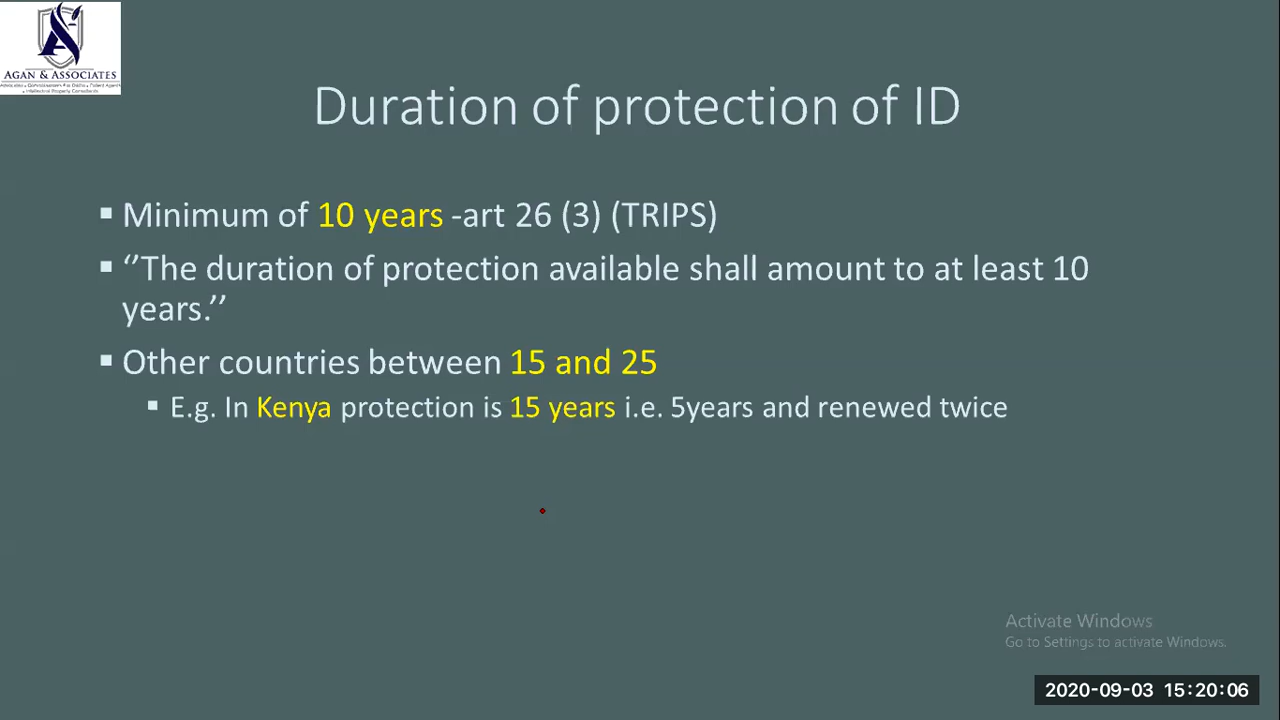 AGAN & ASSOCIATES
Duration of protection of ID
▪ Minimum of 10 years -art 26 (3) (TRIPS)
▪ ‘’The duration of protection available shall amount to at least 10
years.’’
▪ Other countries between 15 and 25
▪ E.g. In Kenya protection is 15 years i.e. 5years and renewed twice
Activate Windows
Go to Settings to activate Windows.
2020-09-03 15:20:06